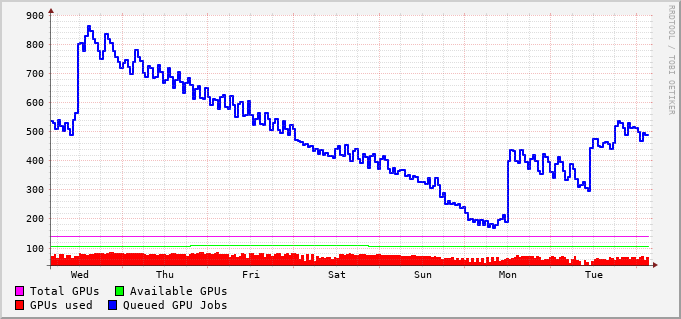 900
800
700
600
500
400
300
200
100
Wed Thu Fri Sat Sun Mon Tue
Total GPUs Available GPUs
GPUs used Queued GPU Jobs
RRDTOOL / TOBI OETIKER